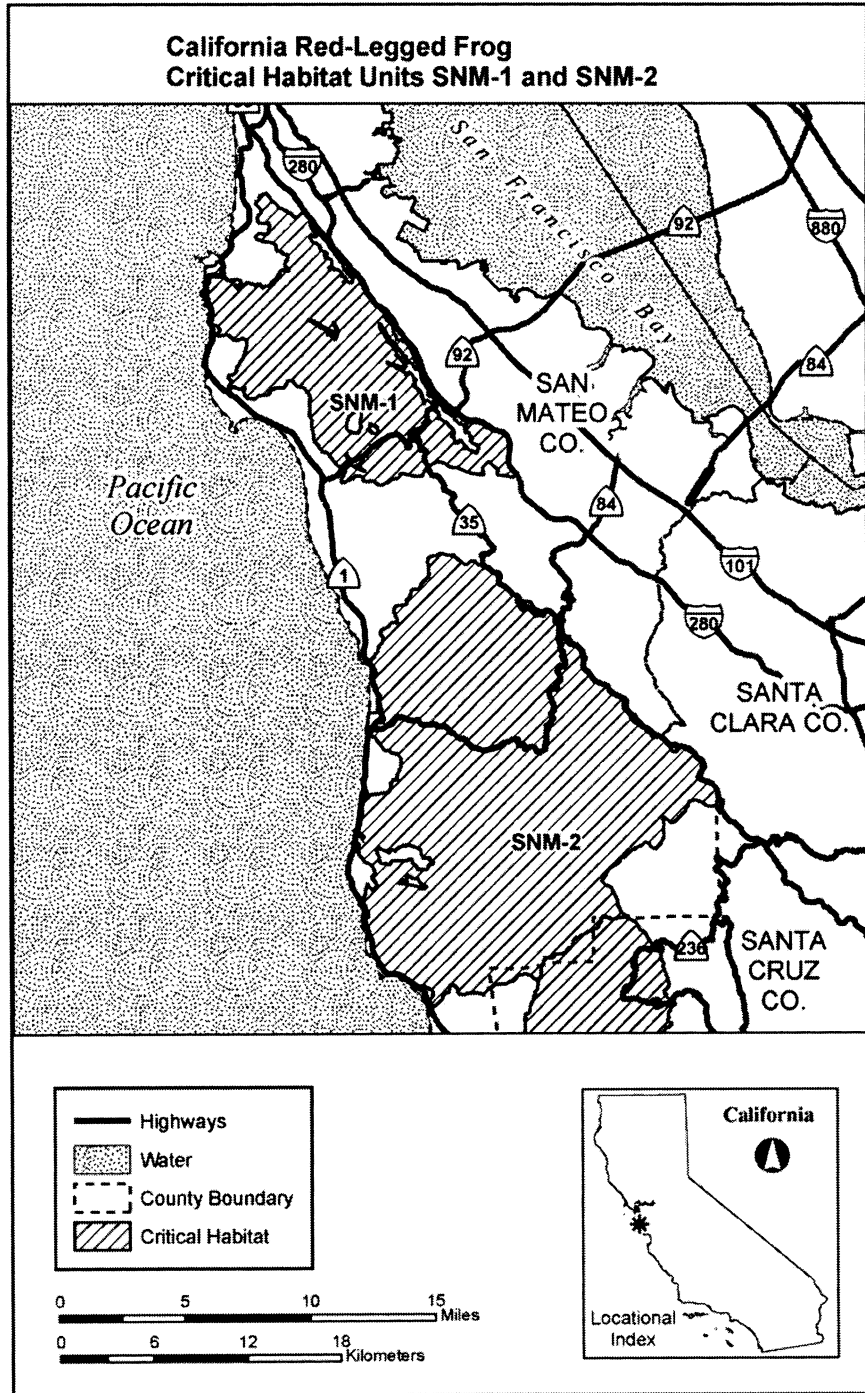 California Red-Legged Frog
Critical Habitat Units SNM-1 and SNM-2
280
San Francisco Bay
92
880
84
92
SAN
MATEO
CO.
SNM-1
Pacific
Ocean
35
84
1
101
280
SANTA
CLARA CO.
SNM-2
236
SANTA
CRUZ
CO.
Highways
Water
County Boundary
Critical Habitat
0 5 10 15
Miles
0 6 12 18
Kilometers
California
Locational
Index